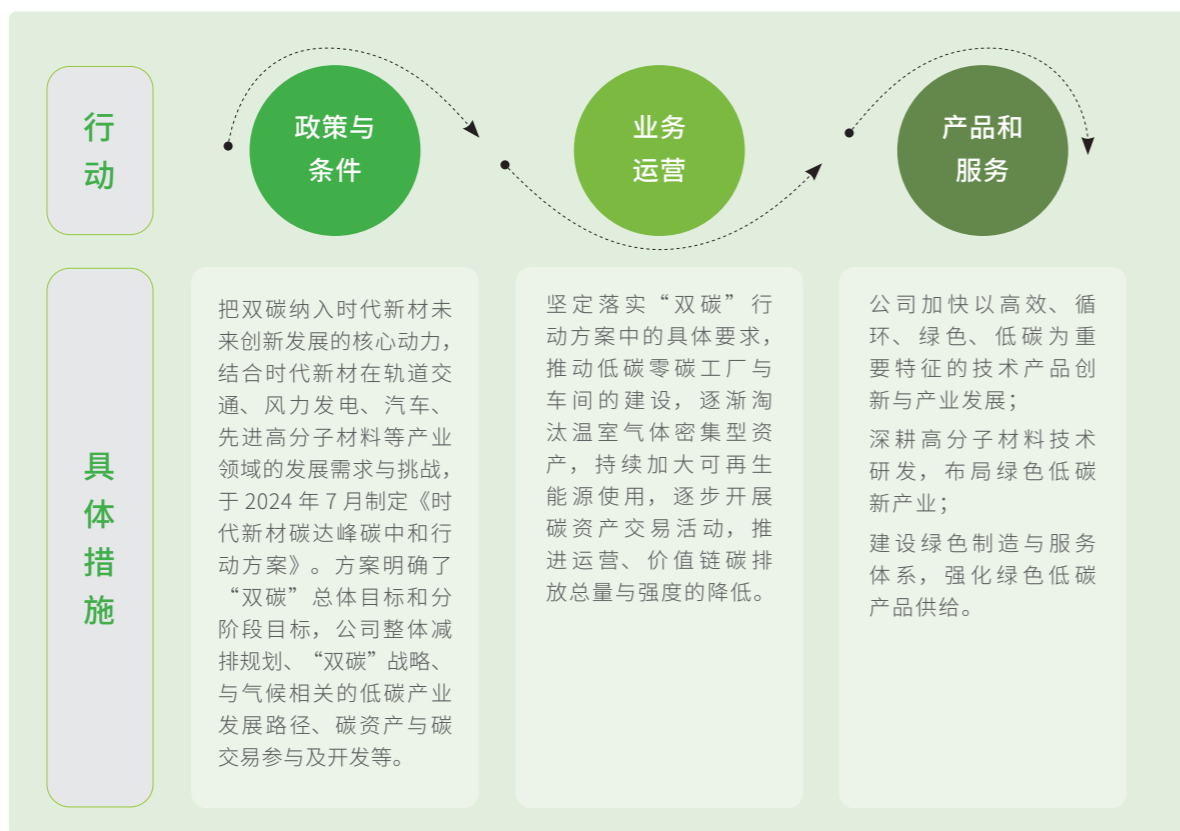 行
动
政策与
条件
业务
运营
产品和
服务
具
体
措
施
把双碳纳入时代新材未
来创新发展的核心动力，
结合时代新材在轨道交
通、风力发电、汽车、
先进高分子材料等产业
领域的发展需求与挑战，
于 2024 年 7 月制定《时
代新材碳达峰碳中和行
动方案》。方案明确了
“双碳”总体目标和分
阶段目标，公司整体减
排规划、“双碳”战略、
与气候相关的低碳产业
发展路径、碳资产与碳
交易参与及开发等。
坚定落实“双碳”行
动方案中的具体要求，
推动低碳零碳工厂与
车间的建设，逐渐淘
汰温室气体密集型资
产，持续加大可再生
能源使用，逐步开展
碳资产交易活动，推
进运营、价值链碳排
放总量与强度的降低。
公司加快以高效、循
环、绿色、低碳为重
要特征的技术产品创
新与产业发展；
深耕高分子材料技术
研发，布局绿色低碳
新产业；
建设绿色制造与服务
体系，强化绿色低碳
产品供给。